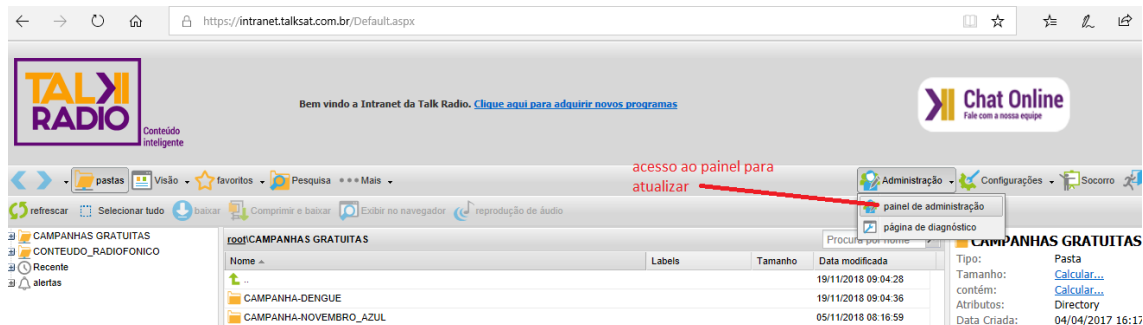 https://intranet.talksat.com.br/Default.aspx
TALK
RADIO
Conteúdo
inteligente
Bem vindo a Intranet da Talk Radio. Clique aqui para adquirir novos programas
Chat Online
Fale com a nossa equipe
acesso ao painel para
atualizar
pastas Visão favoritos Pesquisa Mais Administração Configurações Socorro
refrescar Selecionar tudo baixar Comprimir e baixar Exibir no navegador reprodução de áudio
painel de administração
página de diagnóstico
CAMPANHAS GRATUITAS
CONTEUDO_RADIOFONICO
Recente
alertas
root\CAMPANHAS GRATUITAS
Procura por nome
Nome Labels Tamanho Data modificada
.. 19/11/2018 09:04:28
CAMPANHA-DENGUE 19/11/2018 09:04:36
CAMPANHA-NOVEMBRO_AZUL 05/11/2018 08:16:59
CAMPANHAS GRATUITAS
Tipo: Pasta
Tamanho: Calcular...
contém: Calcular...
Atributos: Directory
Data Criada: 04/04/2017 16:17